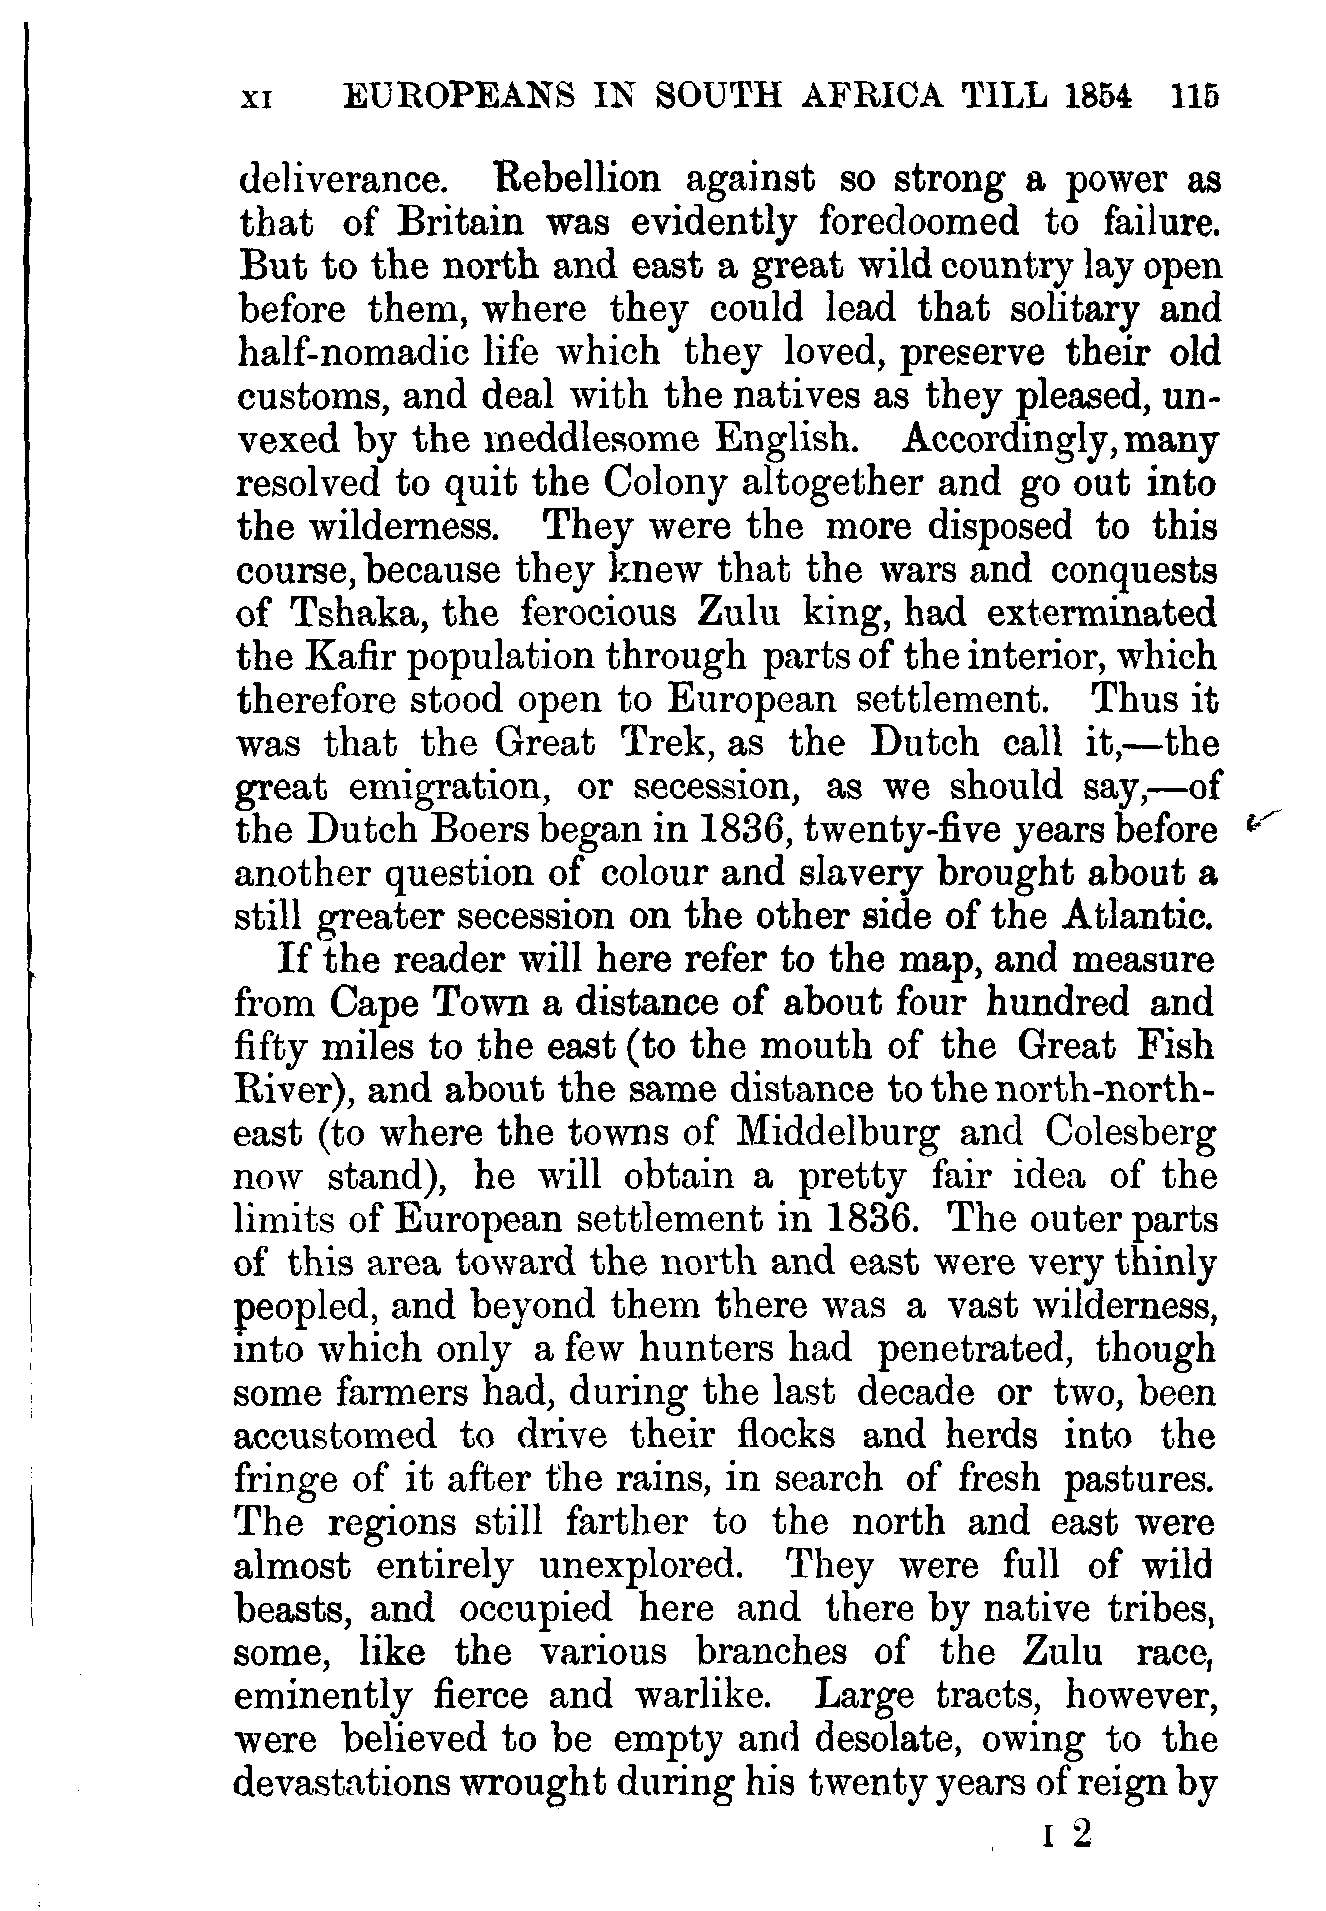 XI EUROPEANS IN SOUTH AFRICA TILL 1854 115
deliverance. Rebellion against so strong a power as
that of Britain was evidently foredoomed to failure.
But to the north and east a great wild country lay open
before them, where they could lead that solitary and
half-nomadic life which they loved, preserve their old
customs, and deal with the natives as they pleased, un-
vexed by the meddlesome English. Accordingly, many
resolved to quit the Colony altogether and go out into
the wilderness. They were the more disposed to this
course, because they knew that the wars and conquests
of Tshaka, the ferocious Zulu king, had exterminated
the Kafir population through parts of the interior, which
therefore stood open to European settlement. Thus it
was that the Great Trek, as the Dutch call it,—the
great emigration, or secession, as we should say,—of
the Dutch Boers began in 1836, twenty-five years before
another question of colour and slavery brought about a
still greater secession on the other side of the Atlantic.
If the reader will here refer to the map, and measure
from Cape Town a distance of about four hundred and
fifty miles to the east (to the mouth of the Great Fish
River), and about the same distance to the north-north-
east (to where the towns of Middelburg and Colesberg
now stand), he will obtain a pretty fair idea of the
limits of European settlement in 1836. The outer parts
of this area toward the north and east were very thinly
peopled, and beyond them there was a vast wilderness,
into which only a few hunters had penetrated, though
some farmers had, during the last decade or two, been
accustomed to drive their flocks and herds into the
fringe of it after the rains, in search of fresh pastures.
The regions still farther to the north and east were
almost entirely unexplored. They were full of wild
beasts, and occupied here and there by native tribes,
some, like the various branches of the Zulu race,
eminently fierce and warlike. Large tracts, however,
were believed to be empty and desolate, owing to the
devastations wrought during his twenty years of reign by
I 2